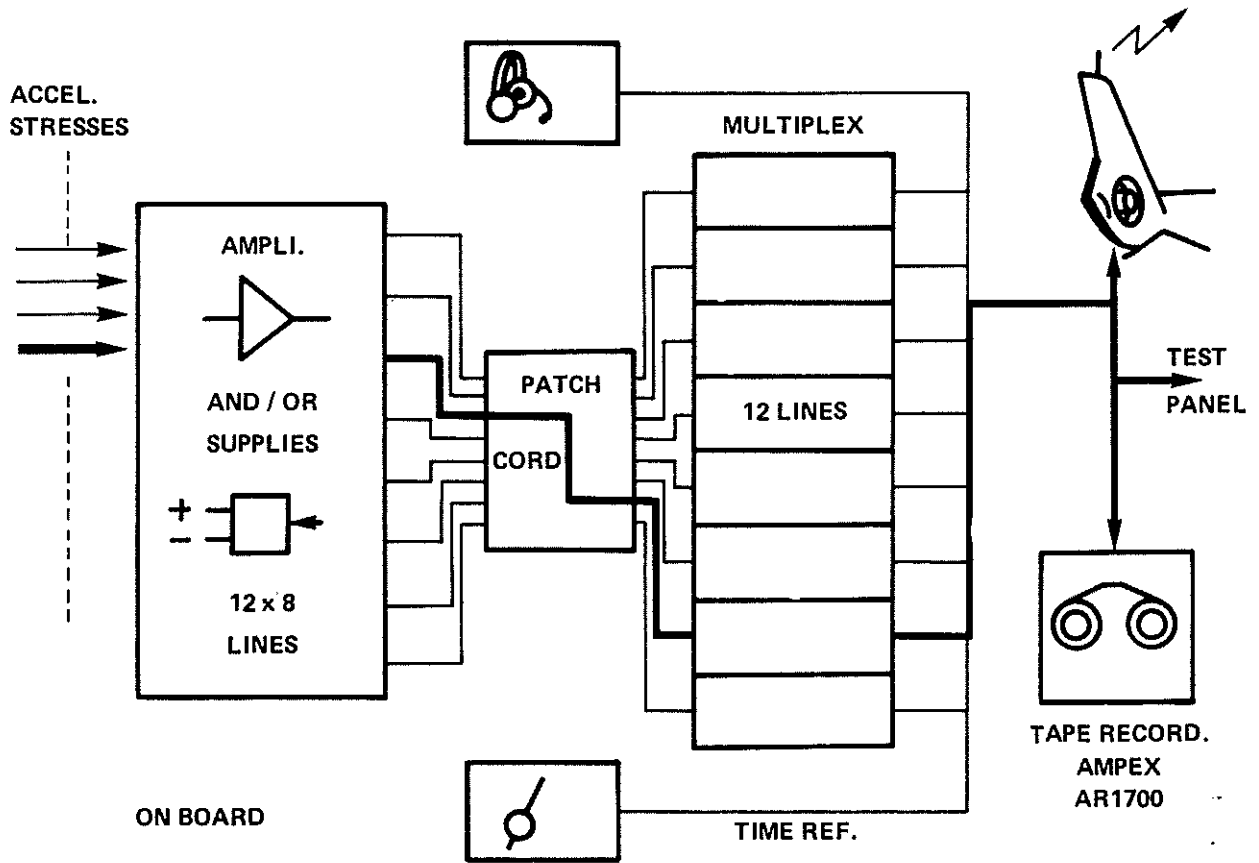 ACCEL.
STRESSES
MULTIPLEX
AMPLI.
AND / OR
SUPPLIES
+
−
12 x 8
LINES
PATCH
CORD
12 LINES
TEST
PANEL
TAPE RECORD.
AMPEX
AR1700
ON BOARD
TIME REF.